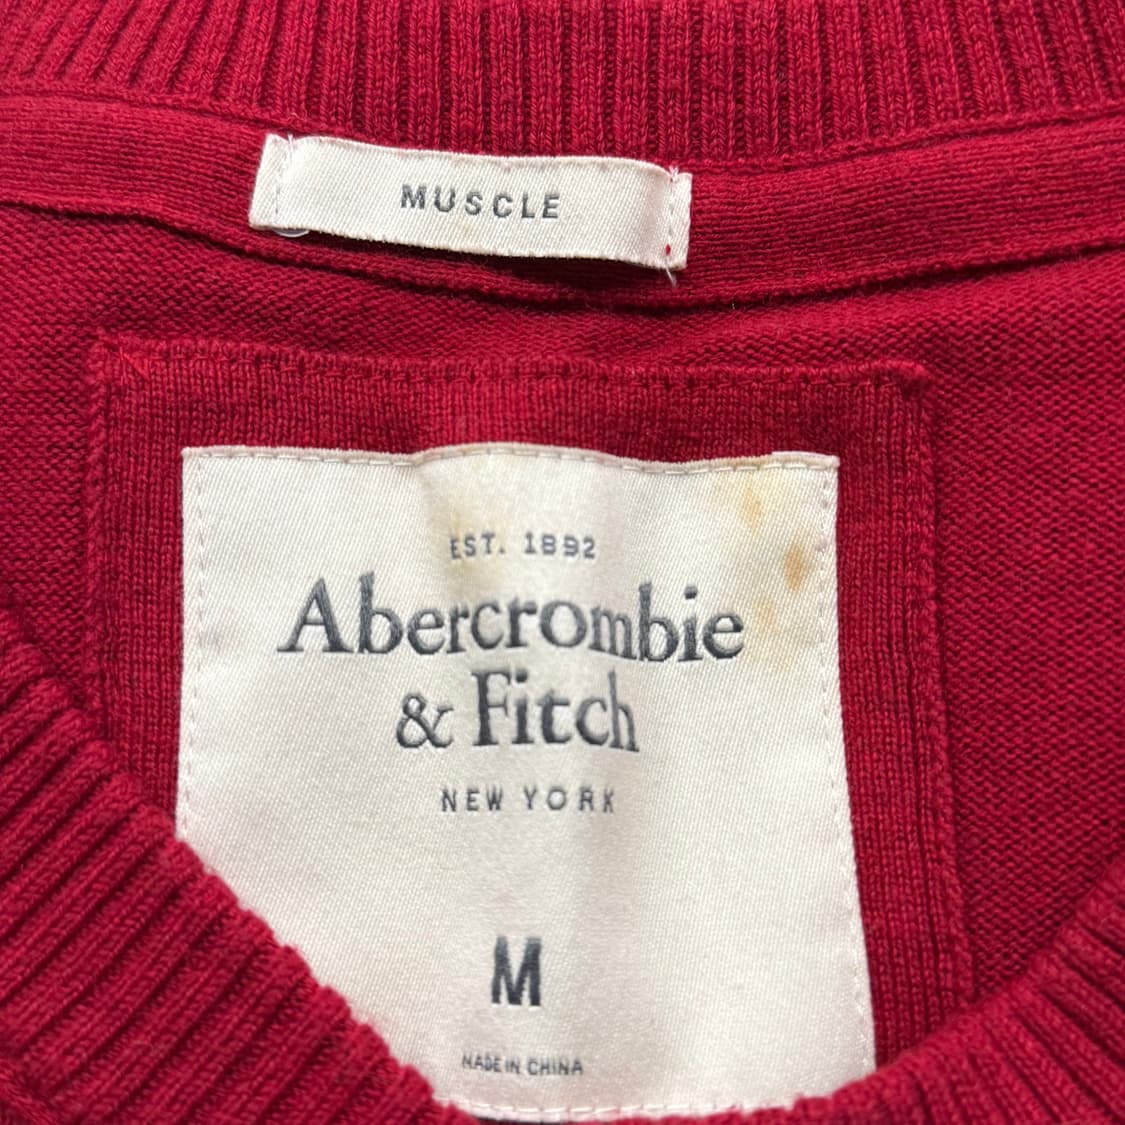 MUSCLE
EST. 1892
Abercrombie
& Fitch
NEW YORK
M
MADE IN CHINA